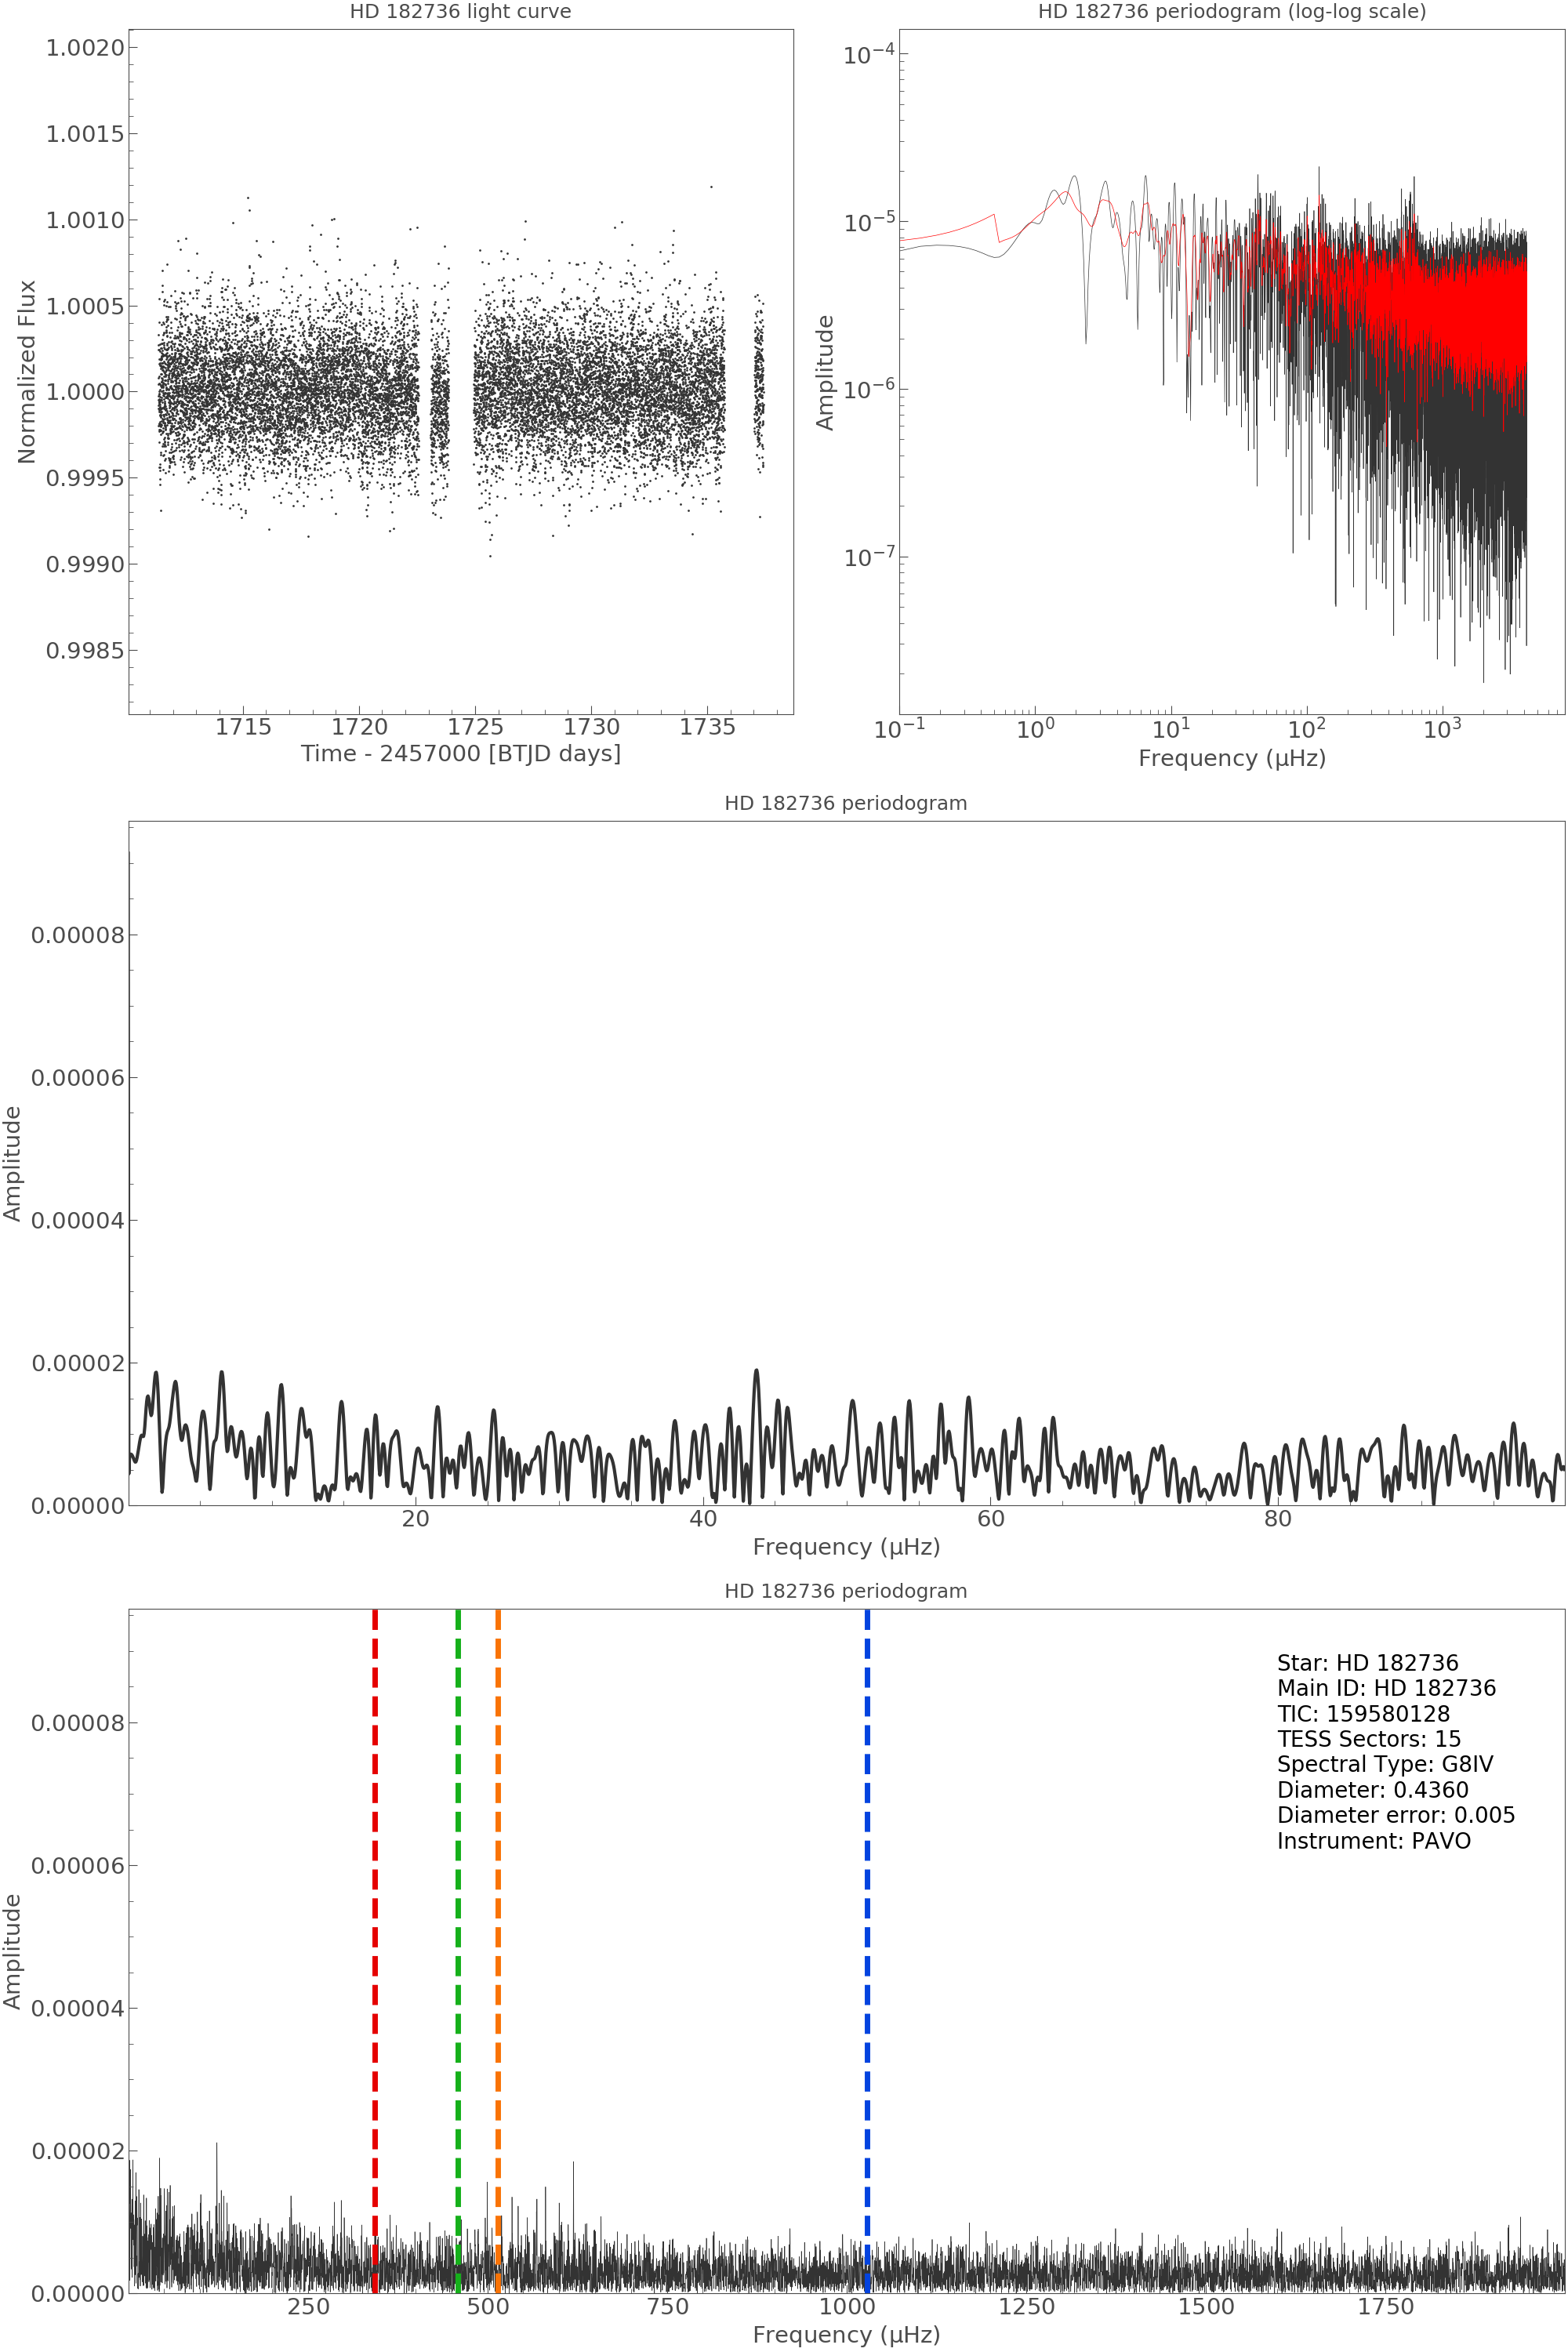 HD 182736 light curve
1.0020
1.0015
1.0010
1.0005
1.0000
0.9995
0.9990
0.9985
Normalized Flux
1715 1720 1725 1730 1735
Time - 2457000 [BTJD days]
HD 182736 periodogram (log-log scale)
10⁻⁴
10⁻⁵
10⁻⁶
10⁻⁷
Amplitude
10⁻¹ 10⁰ 10¹ 10² 10³
Frequency (μHz)
HD 182736 periodogram
0.00008
0.00006
0.00004
0.00002
0.00000
Amplitude
20 40 60 80
Frequency (μHz)
HD 182736 periodogram
0.00008
0.00006
0.00004
0.00002
0.00000
Amplitude
Star: HD 182736
Main ID: HD 182736
TIC: 159580128
TESS Sectors: 15
Spectral Type: G8IV
Diameter: 0.4360
Diameter error: 0.005
Instrument: PAVO
250 500 750 1000 1250 1500 1750
Frequency (μHz)